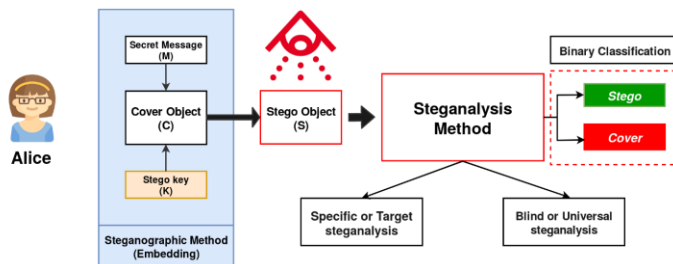 Alice
Secret Message
(M)
Cover Object
(C)
Stego key
(K)
Steganographic Method
(Embedding)
Stego Object
(S)
Steganalysis
Method
Binary Classification
Stego
Cover
Specific or Target
steganalysis
Blind or Universal
steganalysis